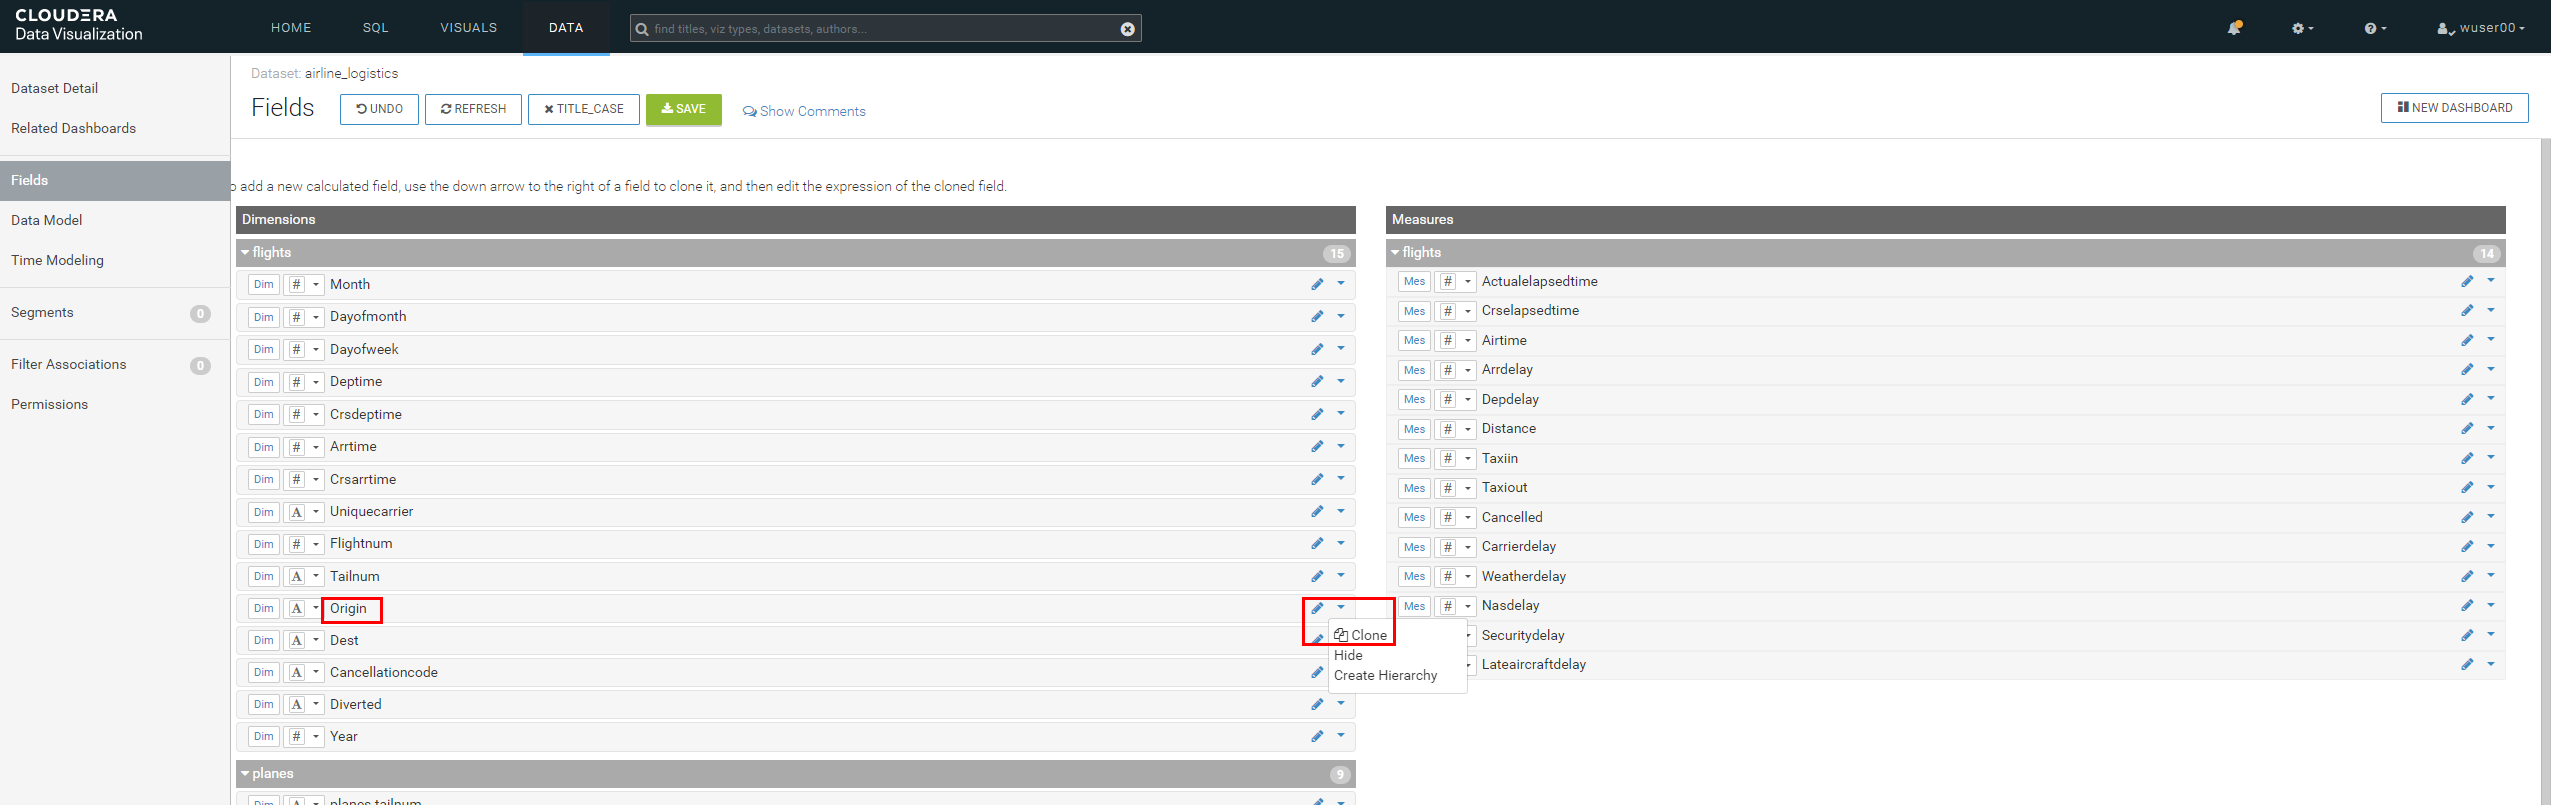 CLOUDERA
Data Visualization
HOME
SQL
VISUALS
DATA
find titles, viz types, datasets, authors...
wuser00
Dataset Detail
Related Dashboards
Fields
Data Model
Time Modeling
Segments 0
Filter Associations 0
Permissions
Dataset: airline_logistics
Fields
UNDO
REFRESH
TITLE_CASE
SAVE
Show Comments
NEW DASHBOARD
o add a new calculated field, use the down arrow to the right of a field to clone it, and then edit the expression of the cloned field.
Dimensions
flights 15
Dim # Month
Dim # Dayofmonth
Dim # Dayofweek
Dim # Deptime
Dim # Crsdeptime
Dim # Arrtime
Dim # Crsarrtime
Dim A Uniquecarrier
Dim # Flightnum
Dim A Tailnum
Dim A Origin
Dim A Dest
Dim A Cancellationcode
Dim A Diverted
Dim # Year
planes 9
Dim A planes tailnum
Clone
Hide
Create Hierarchy
Measures
flights 14
Mes # Actualelapsedtime
Mes # Crselapsedtime
Mes # Airtime
Mes # Arrdelay
Mes # Depdelay
Mes # Distance
Mes # Taxiin
Mes # Taxiout
Mes # Cancelled
Mes # Carrierdelay
Mes # Weatherdelay
Mes # Nasdelay
Securitydelay
Lateaircraftdelay